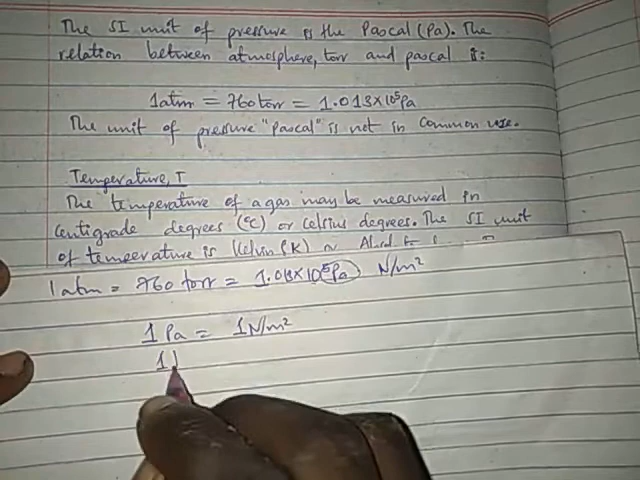 The SI unit of pressure is the Pascal (Pa). The
relation between atmosphere, torr and pascal is:
1atm = 760 torr = 1.013×10⁵Pa
The unit of pressure "pascal" is not in common use.
Temperature, T
The temperature of a gas may be measured in
centigrade degrees (°C) or celsius degrees. The SI unit
of temperature is Kelvin (K) or
1atm = 760 torr = 1.013×10⁵Pa N/m²
1 Pa = 1N/m²
1